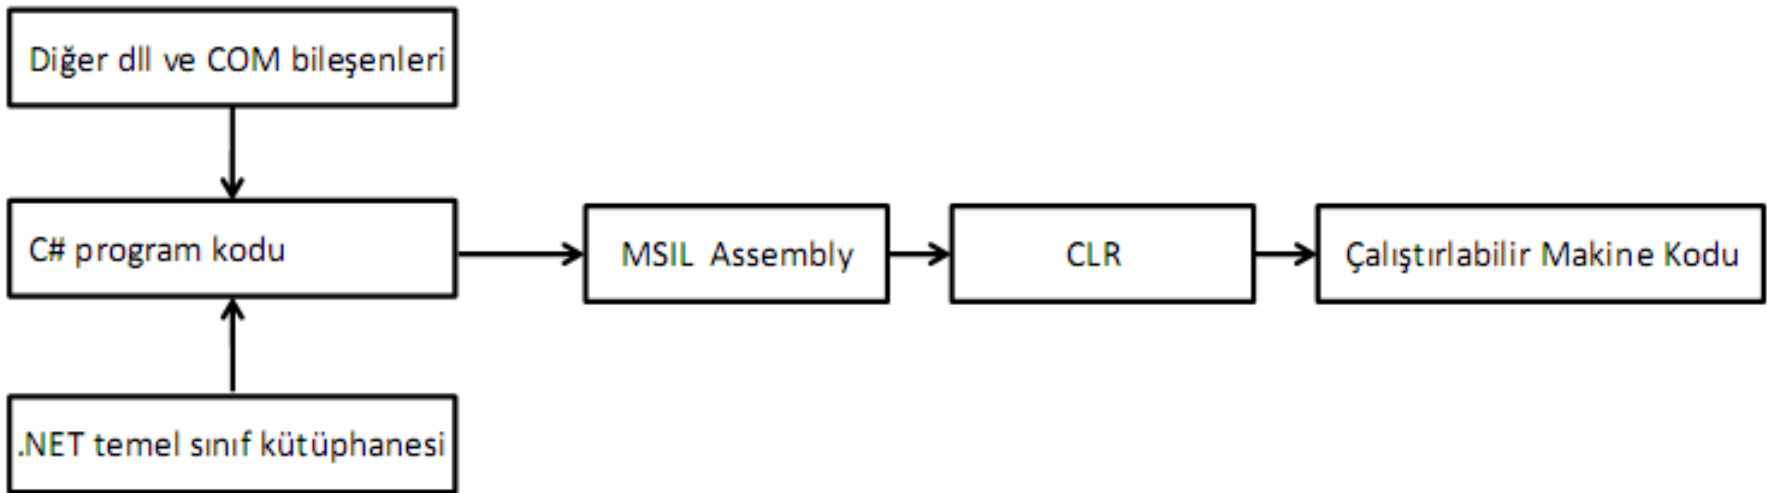 Diğer dll ve COM bileşenleri
C# program kodu
MSIL Assembly
CLR
Çalıştırlabilir Makine Kodu
.NET temel sınıf kütüphanesi